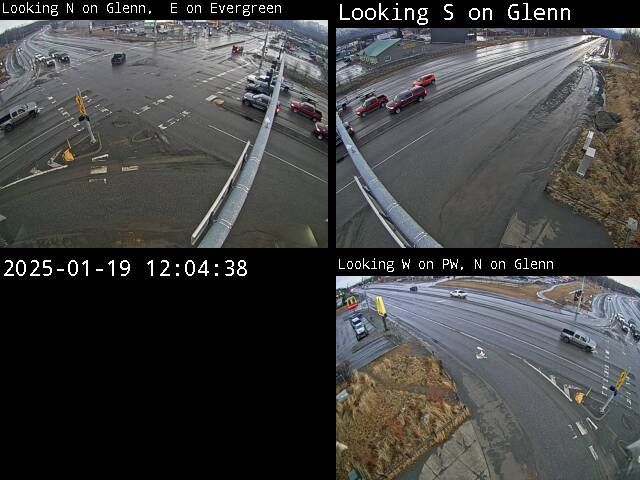 Looking N on Glenn,  E on Evergreen
Looking S on Glenn
2025-01-19 12:04:38
Looking W on PW, N on Glenn